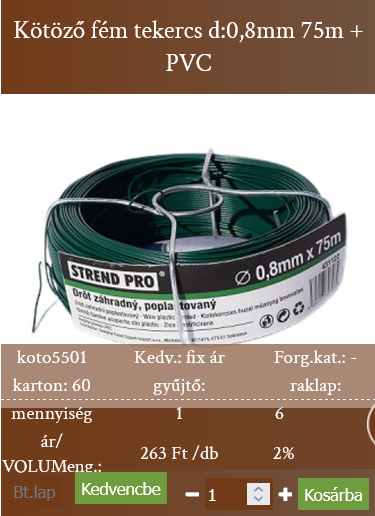 Kötöző fém tekercs d:0,8mm 75m +
PVC
STREND PRO®
Ø 0,8mm x 75m
Drôt záhradný, poplastovaný
koto5501 Kedv.: fix ár Forg.kat.: -
karton: 60 gyűjtő: raklap:
mennyiség 1 6
ár/
VOLUMeng.: 263 Ft /db 2%
Bt.lap Kedvencbe - 1 + Kosárba